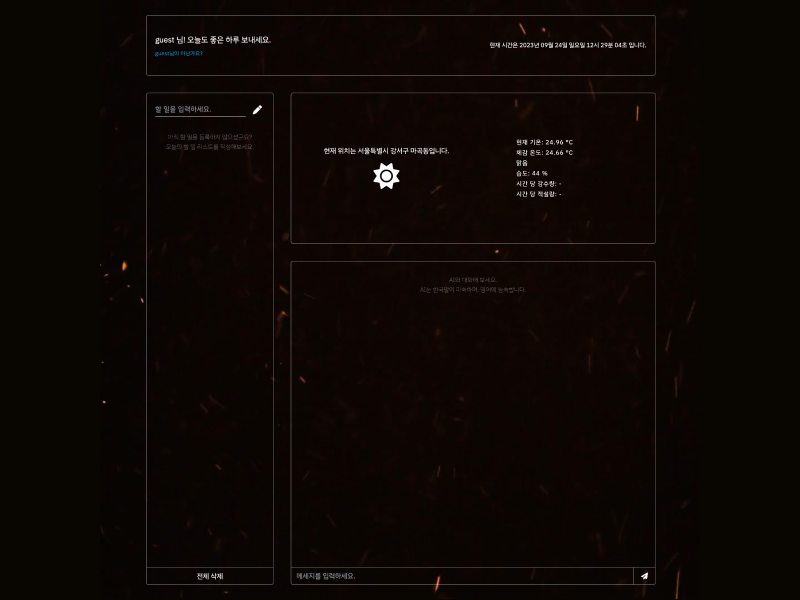 guest 님! 오늘도 좋은 하루 보내세요.
guest님이 아닌가요?
현재 시간은 2023년 09월 24일 일요일 12시 29분 04초 입니다.
할 일을 입력하세요.
아직 할 일을 등록하지 않으셨군요?
오늘의 할 일 리스트를 작성해보세요.
전체 삭제
현재 위치는 서울특별시 강서구 마곡동입니다.
현재 기온: 24.96 °C
체감 온도: 24.66 °C
맑음
습도: 44 %
시간 당 강수량: -
시간 당 적설량: -
AI와 대화해 보세요.
AI는 한국말이 미숙하며, 영어에 능숙합니다.
메세지를 입력하세요.